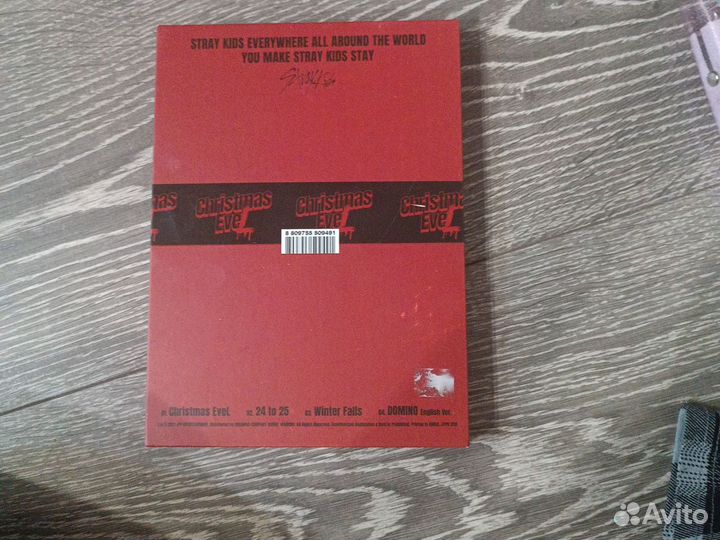 STRAY KIDS EVERYWHERE ALL AROUND THE WORLD
YOU MAKE STRAY KIDS STAY
Christmas EveL Christmas EveL Christmas EveL
8 809755 509491
01. Christmas EveL 02. 24 to 25 03. Winter Falls 04. DOMINO English Ver.
Avito